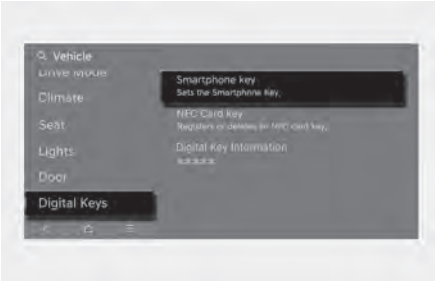 Vehicle
Drive Mode
Climate
Seat
Lights
Door
Digital Keys
Smartphone key
Sets the Smartphone Key.
NFC Card key
Registers or deletes an NFC card key.
Digital Key Information
*****